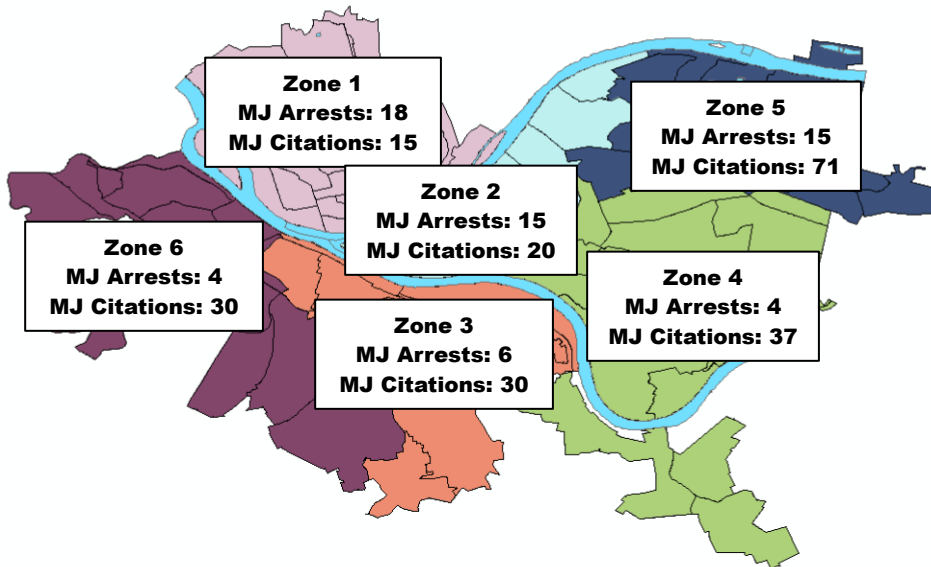 Zone 1
MJ Arrests: 18
MJ Citations: 15
Zone 5
MJ Arrests: 15
MJ Citations: 71
Zone 2
MJ Arrests: 15
MJ Citations: 20
Zone 6
MJ Arrests: 4
MJ Citations: 30
Zone 4
MJ Arrests: 4
MJ Citations: 37
Zone 3
MJ Arrests: 6
MJ Citations: 30